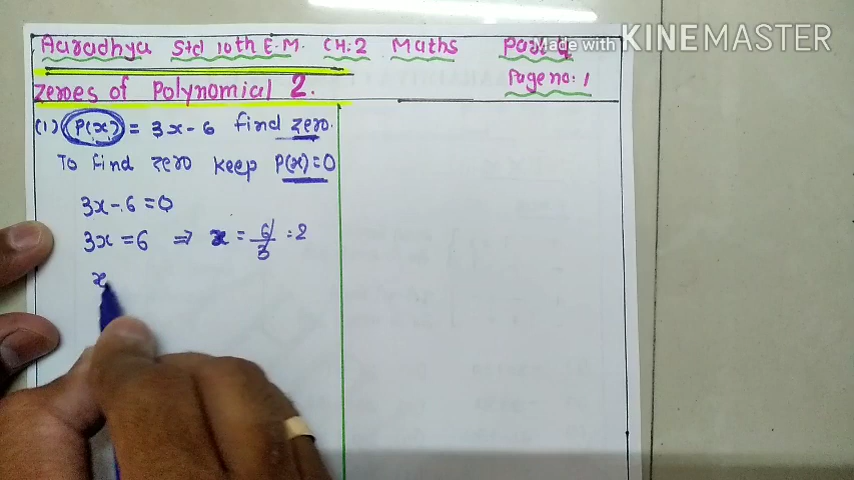 Aaradhya Std 10th E.M. CH:2 Maths
Made with KINEMASTER
Page no: 1
zeroes of Polynomial 2.
(1) P(x) = 3x - 6 find zero.
To find zero keep P(x) = 0
3x - 6 = 0
3x = 6 ⇒ x = 6/3 = 2
x